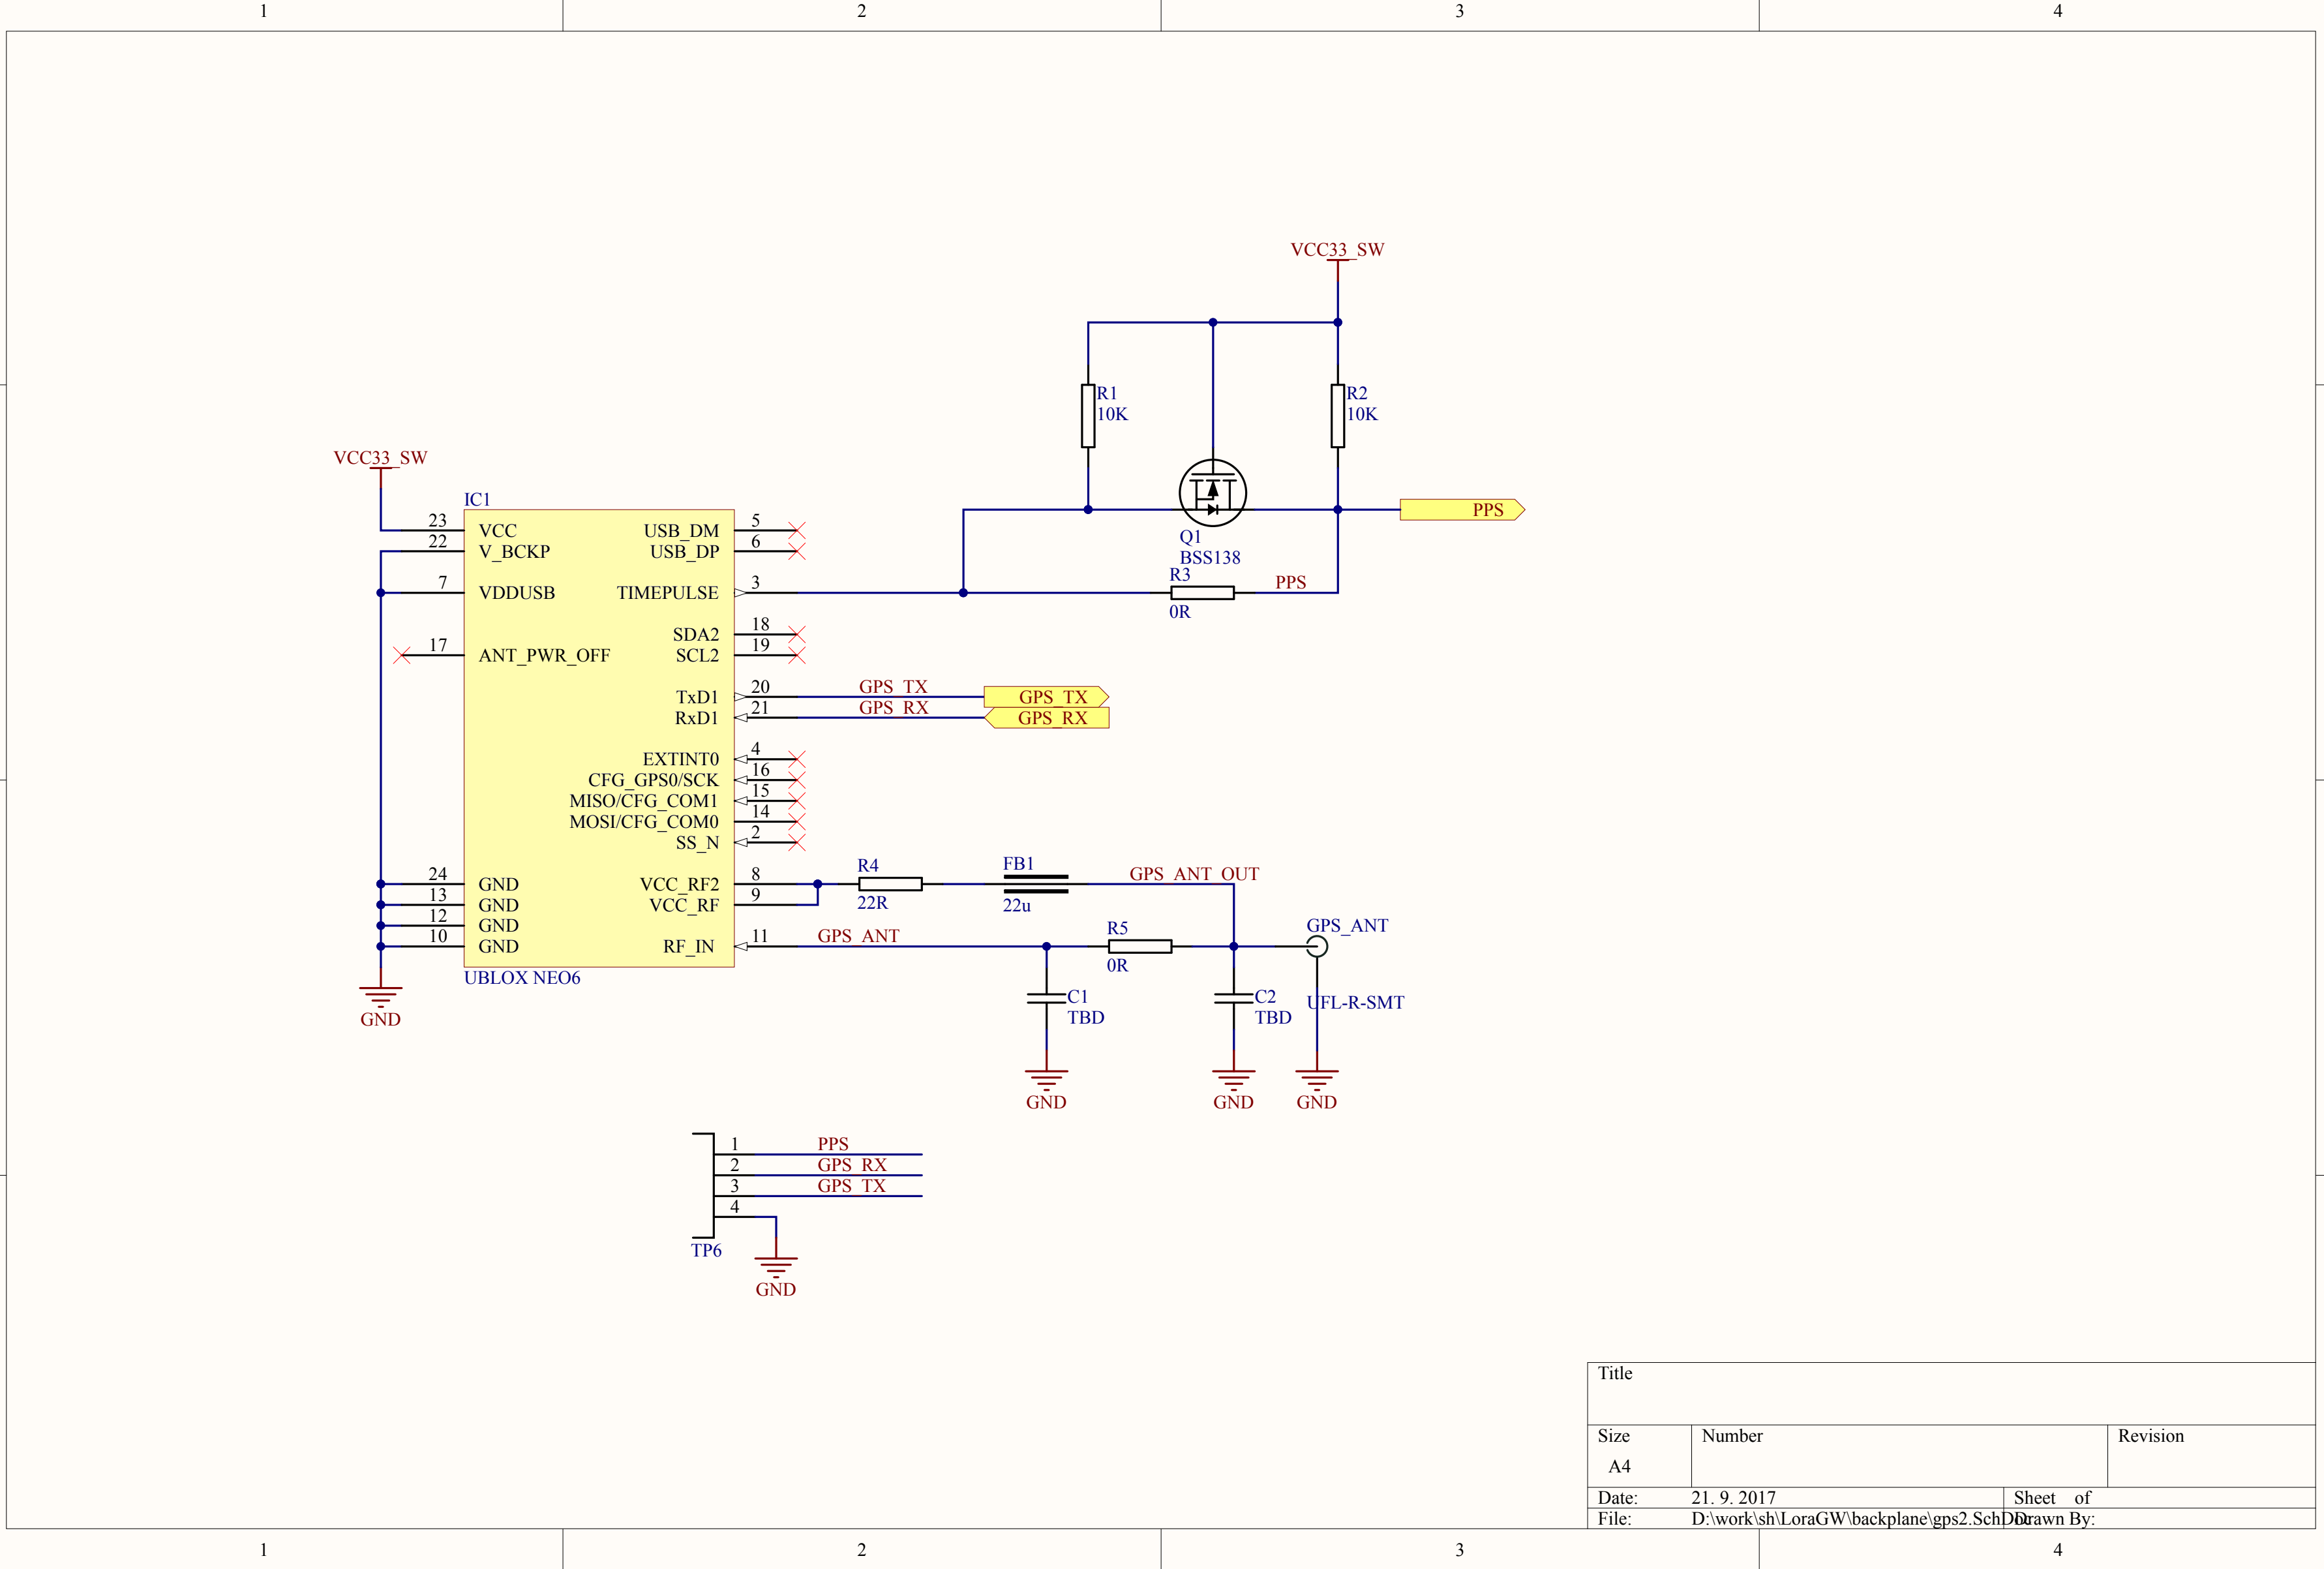 1 2 3 4
VCC33_SW
R1
10K
R2
10K
VCC33_SW
IC1
PPS
23 VCC
22 V_BCKP
7 VDDUSB
17 ANT_PWR_OFF
24 GND
13 GND
12 GND
10 GND
USB_DM 5
USB_DP 6
TIMEPULSE 3
SDA2 18
SCL2 19
TxD1 20
RxD1 21
EXTINT0 4
CFG_GPS0/SCK 16
MISO/CFG_COM1 15
MOSI/CFG_COM0 14
SS_N 2
VCC_RF2 8
VCC_RF 9
RF_IN 11
UBLOX NEO6
GND
Q1
BSS138
R3
0R
PPS
GPS_TX GPS_TX
GPS_RX GPS_RX
R4
22R
FB1
22u
GPS_ANT_OUT
GPS_ANT
R5
0R
GPS_ANT
UFL-R-SMT
C1
TBD
C2
TBD
GND GND GND
1 PPS
2 GPS_RX
3 GPS_TX
4
TP6
GND
Title
Size Number Revision
A4
Date: 21. 9. 2017 Sheet of
File: D:\work\sh\LoraGW\backplane\gps2.SchDoc Drawn By:
1 2 3 4